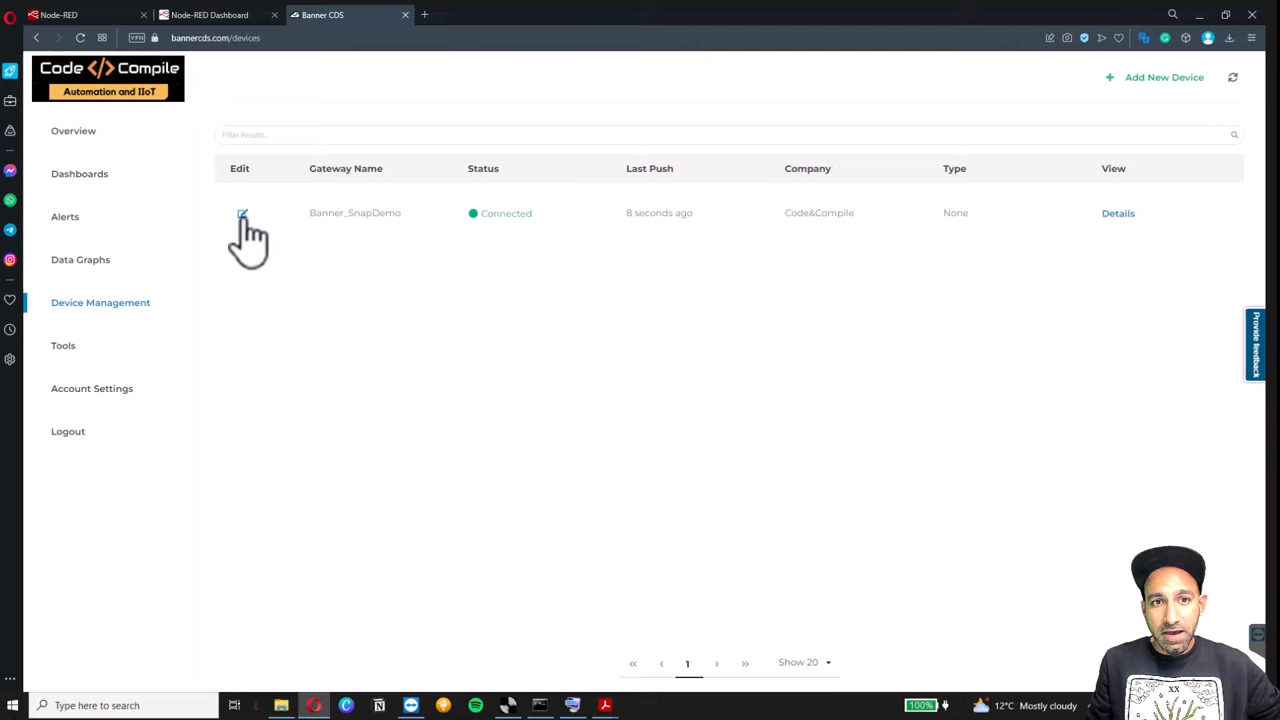 Node-RED
Node-RED Dashboard
Banner CDS
VPN
bannercds.com/devices
Code </> Compile
Automation and IIoT
Add New Device
Overview
Dashboards
Alerts
Data Graphs
Device Management
Tools
Account Settings
Logout
Filter Results..
Edit Gateway Name Status Last Push Company Type View
Banner_SnapDemo Connected 8 seconds ago Code&Compile None Details
Provide feedback
« ‹ 1 › » Show 20
XX
Type here to search
100%
12°C Mostly cloudy